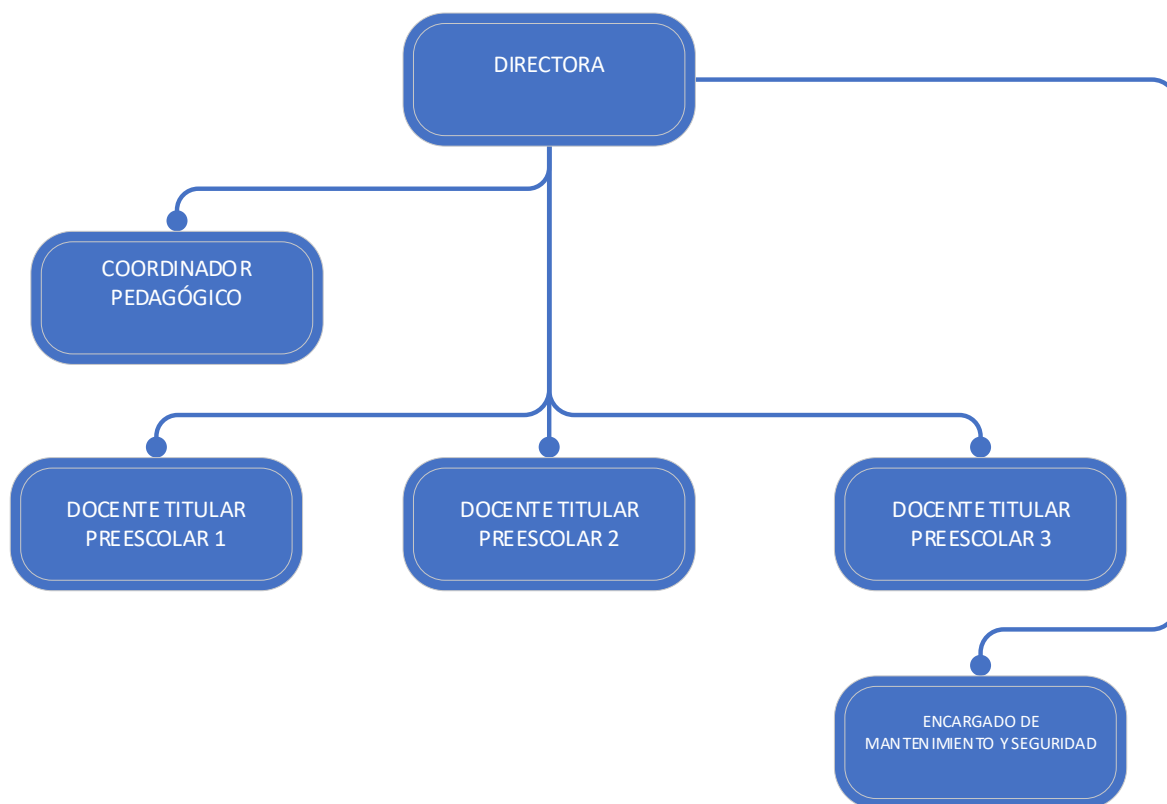 DIRECTORA
COORDINADOR
PEDAGÓGICO
DOCENTE TITULAR
PREESCOLAR 1
DOCENTE TITULAR
PREESCOLAR 2
DOCENTE TITULAR
PREESCOLAR 3
ENCARGADO DE
MANTENIMIENTO Y SEGURIDAD